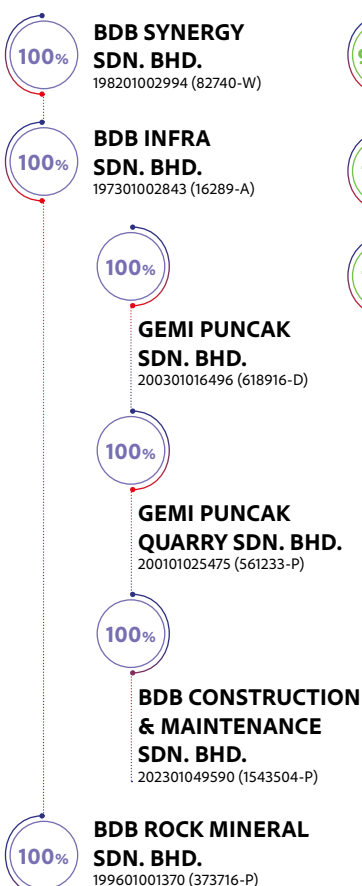 100%
BDB SYNERGY
SDN. BHD.
198201002994 (82740-W)
100%
BDB INFRA
SDN. BHD.
197301002843 (16289-A)
100%
GEMI PUNCAK
SDN. BHD.
200301016496 (618916-D)
100%
GEMI PUNCAK
QUARRY SDN. BHD.
200101025475 (561233-P)
100%
BDB CONSTRUCTION
& MAINTENANCE
SDN. BHD.
202301049590 (1543504-P)
100%
BDB ROCK MINERAL
SDN. BHD.
199601001370 (373716-P)